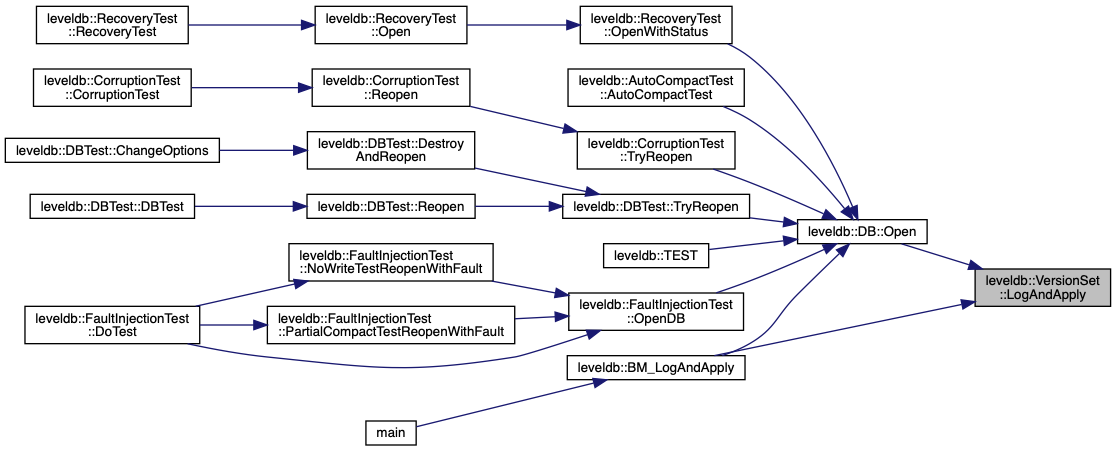 leveldb::RecoveryTest
::RecoveryTest
leveldb::RecoveryTest
::Open
leveldb::RecoveryTest
::OpenWithStatus
leveldb::CorruptionTest
::CorruptionTest
leveldb::CorruptionTest
::Reopen
leveldb::AutoCompactTest
::AutoCompactTest
leveldb::DBTest::ChangeOptions
leveldb::DBTest::Destroy
AndReopen
leveldb::CorruptionTest
::TryReopen
leveldb::DBTest::DBTest
leveldb::DBTest::Reopen
leveldb::DBTest::TryReopen
leveldb::DB::Open
leveldb::FaultInjectionTest
::NoWriteTestReopenWithFault
leveldb::TEST
leveldb::VersionSet
::LogAndApply
leveldb::FaultInjectionTest
::DoTest
leveldb::FaultInjectionTest
::PartialCompactTestReopenWithFault
leveldb::FaultInjectionTest
::OpenDB
leveldb::BM_LogAndApply
main